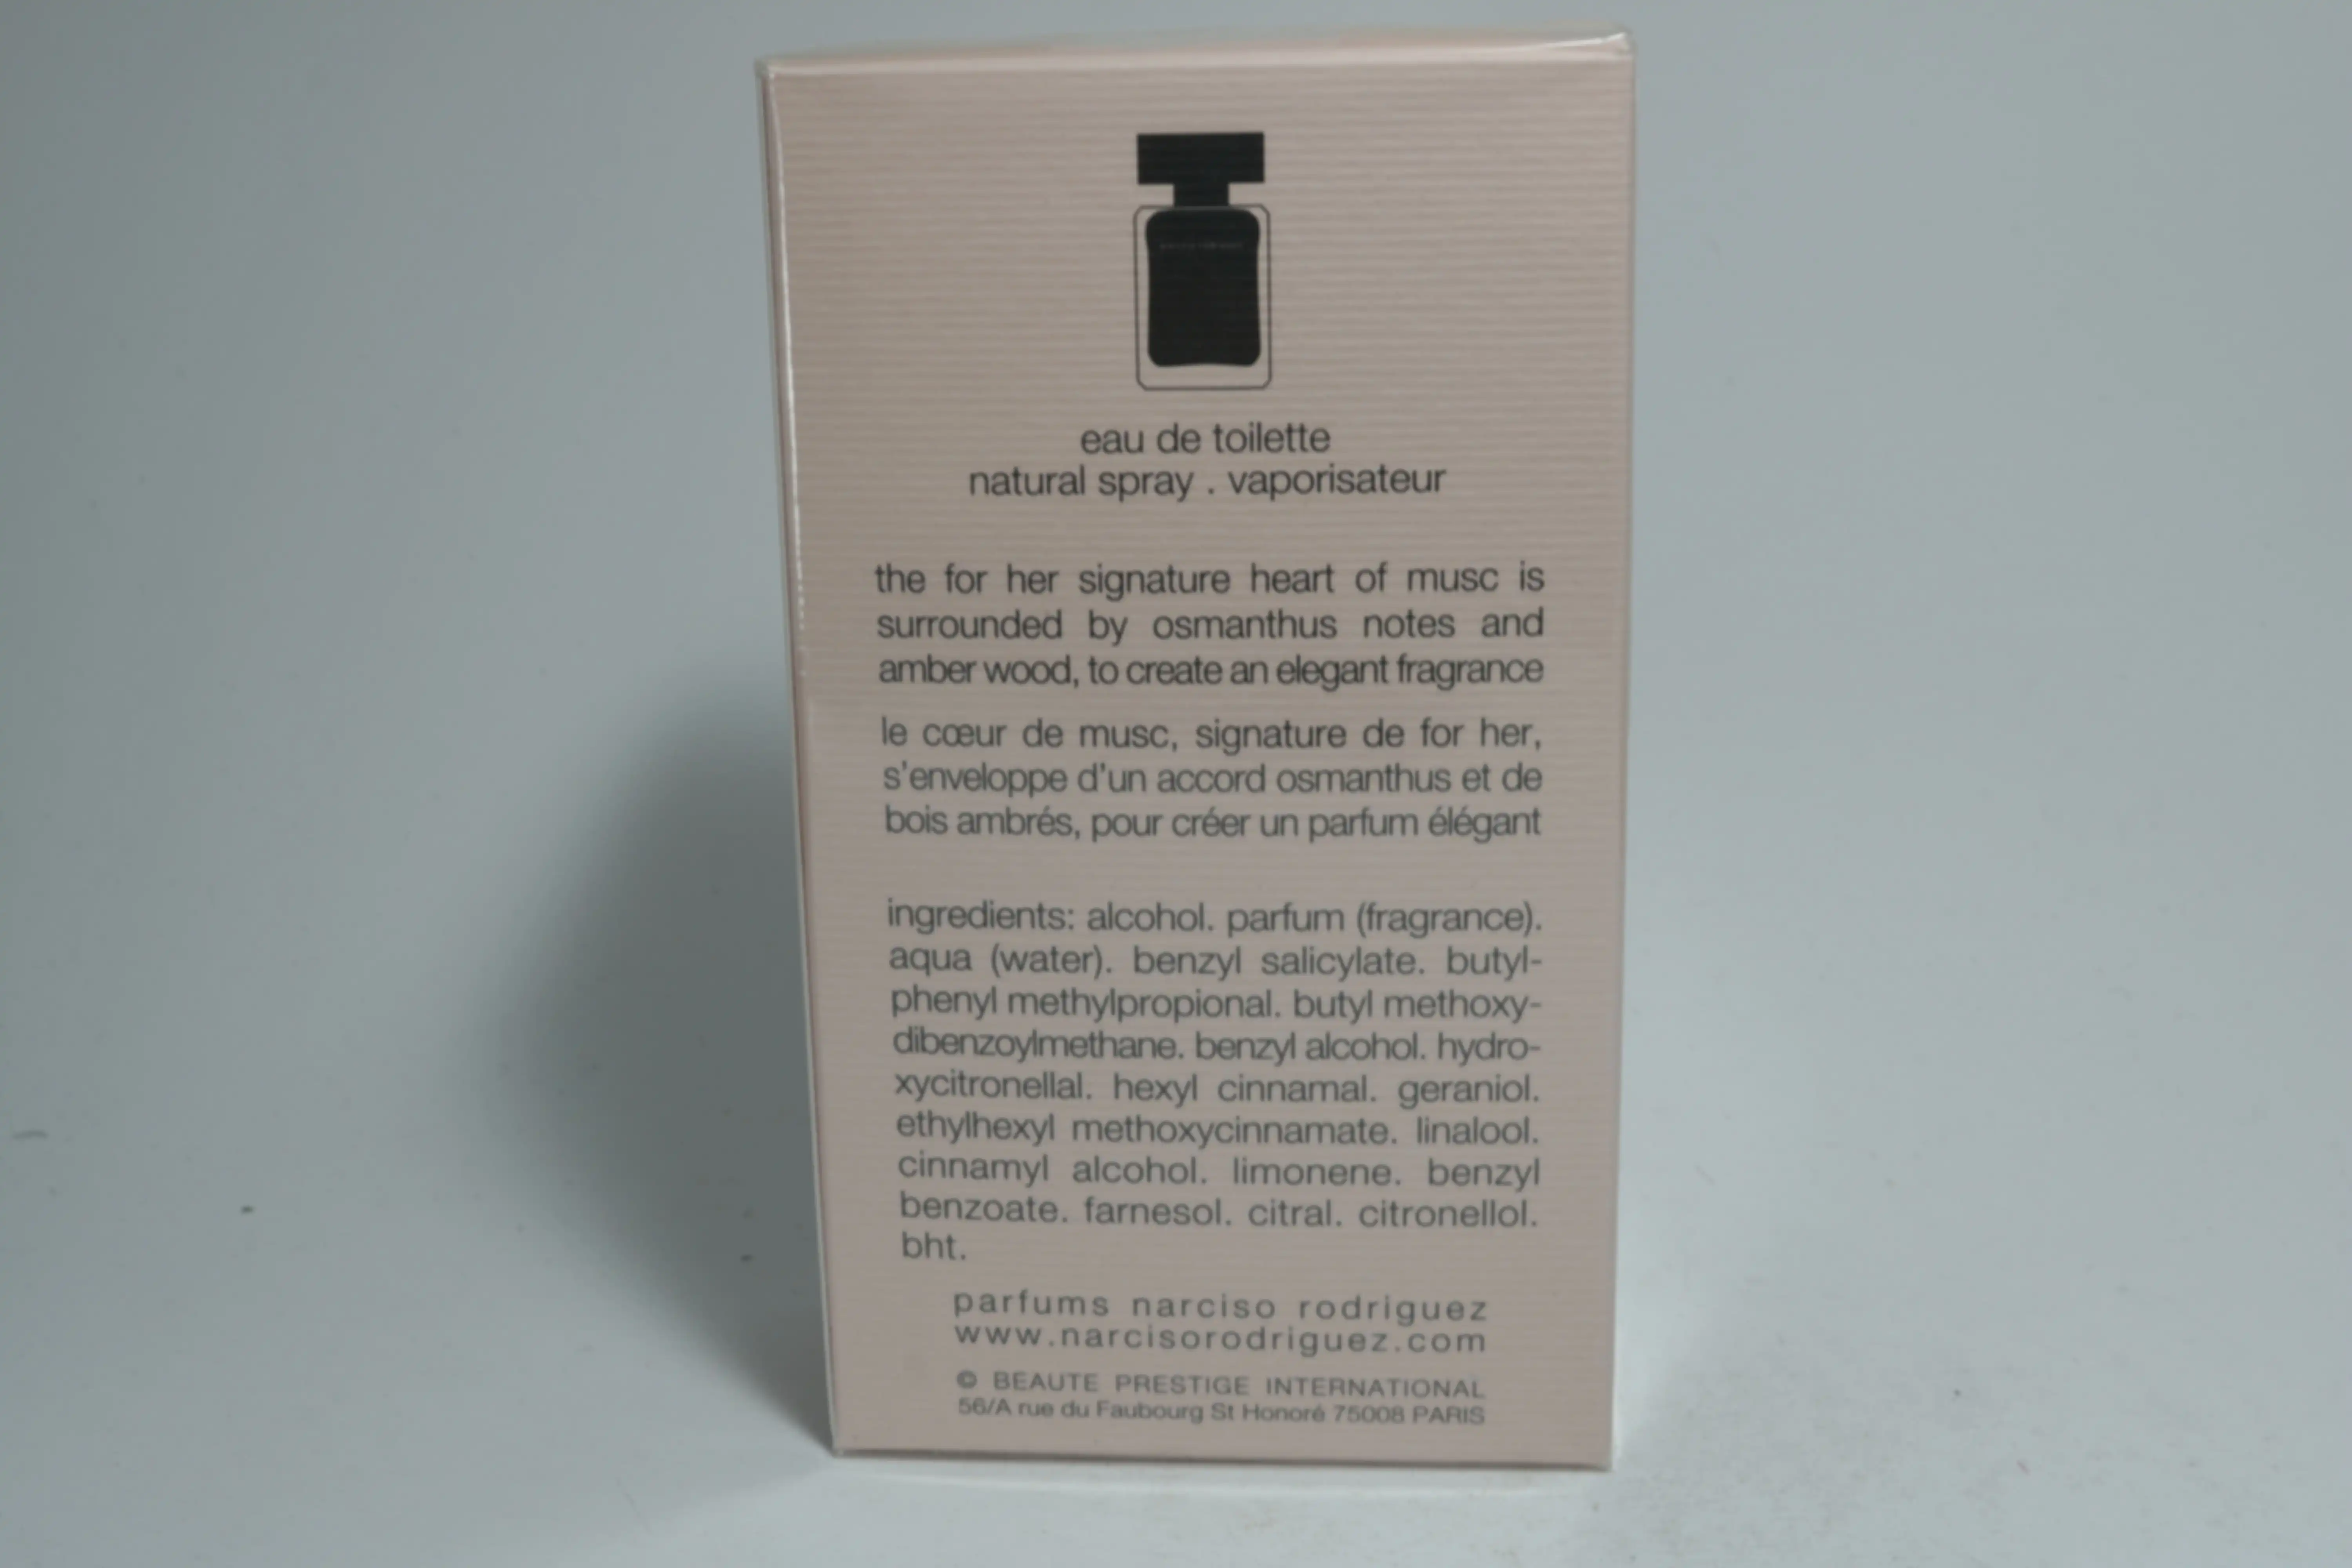 eau de toilette
natural spray . vaporisateur
the for her signature heart of musc is
surrounded by osmanthus notes and
amber wood, to create an elegant fragrance
le cœur de musc, signature de for her,
s'enveloppe d'un accord osmanthus et de
bois ambrés, pour créer un parfum élégant
ingredients: alcohol. parfum (fragrance).
aqua (water). benzyl salicylate. butyl-
phenyl methylpropional. butyl methoxy-
dibenzoylmethane. benzyl alcohol. hydro-
xycitronellal. hexyl cinnamal. geraniol.
ethylhexyl methoxycinnamate. linalool.
cinnamyl alcohol. limonene. benzyl
benzoate. farnesol. citral. citronellol.
bht.
parfums narciso rodriguez
www.narcisorodriguez.com
© BEAUTE PRESTIGE INTERNATIONAL
56/A rue du Faubourg St Honoré 75008 PARIS